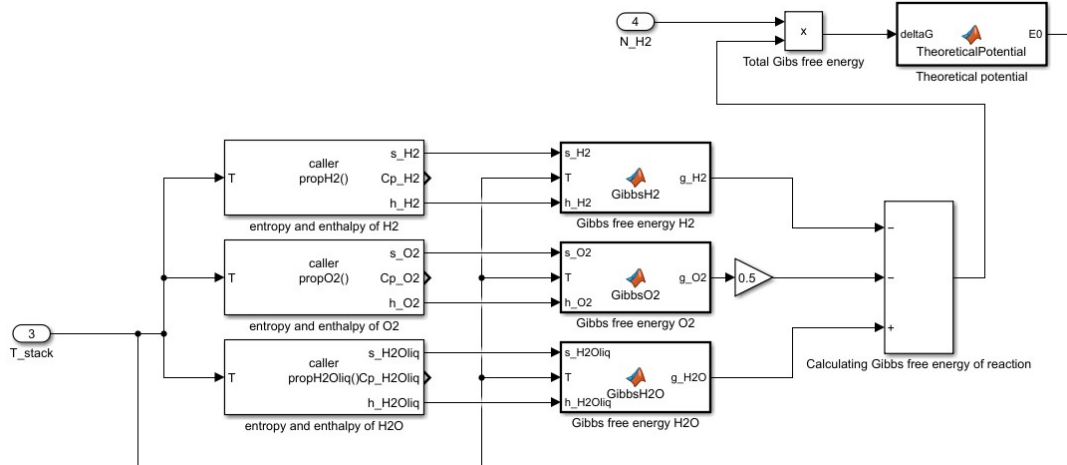 4
N_H2
x
Total Gibs free energy
deltaG
E0
TheoreticalPotential
Theoretical potential
T
caller
propH2()
s_H2
Cp_H2
h_H2
entropy and enthalpy of H2
s_H2
T
h_H2
GibbsH2
g_H2
Gibbs free energy H2
T
caller
propO2()
s_O2
Cp_O2
h_O2
entropy and enthalpy of O2
s_O2
T
h_O2
GibbsO2
g_O2
Gibbs free energy O2
0.5
−
−
+
Calculating Gibbs free energy of reaction
3
T_stack
T
caller
propH2Oliq()
s_H2Oliq
Cp_H2Oliq
h_H2Oliq
entropy and enthalpy of H2O
s_H2Oliq
T
h_H2Oliq
GibbsH2O
g_H2O
Gibbs free energy H2O